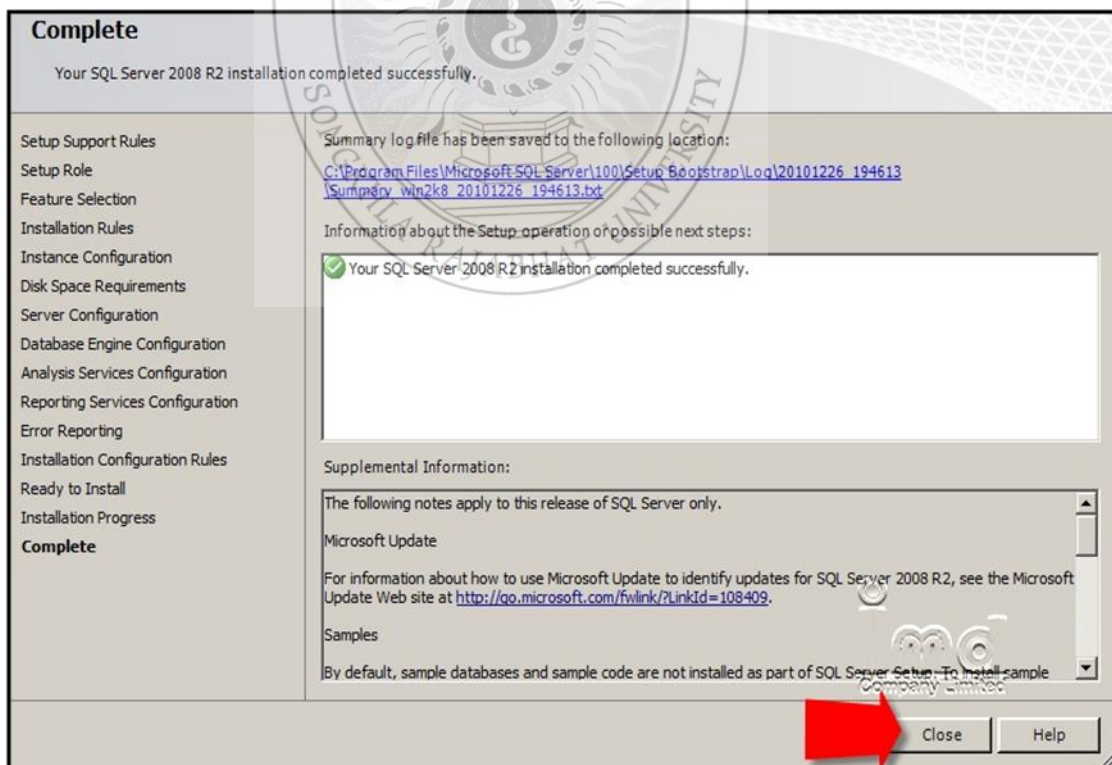 Complete
Your SQL Server 2008 R2 installation completed successfully.
Setup Support Rules
Setup Role
Feature Selection
Installation Rules
Instance Configuration
Disk Space Requirements
Server Configuration
Database Engine Configuration
Analysis Services Configuration
Reporting Services Configuration
Error Reporting
Installation Configuration Rules
Ready to Install
Installation Progress
Complete
Summary log file has been saved to the following location:
C:\Program Files\Microsoft SQL Server\100\Setup Bootstrap\Log\20101226_194613
\Summary_win2k8_20101226_194613.txt
Information about the Setup operation or possible next steps:
Your SQL Server 2008 R2 installation completed successfully.
Supplemental Information:
The following notes apply to this release of SQL Server only.
Microsoft Update
For information about how to use Microsoft Update to identify updates for SQL Server 2008 R2, see the Microsoft
Update Web site at http://go.microsoft.com/fwlink/?LinkId=108409.
Samples
By default, sample databases and sample code are not installed as part of SQL Server Setup. To install sample
Company Limited
Close
Help
SONGKHLA RAJABHAT UNIVERSITY